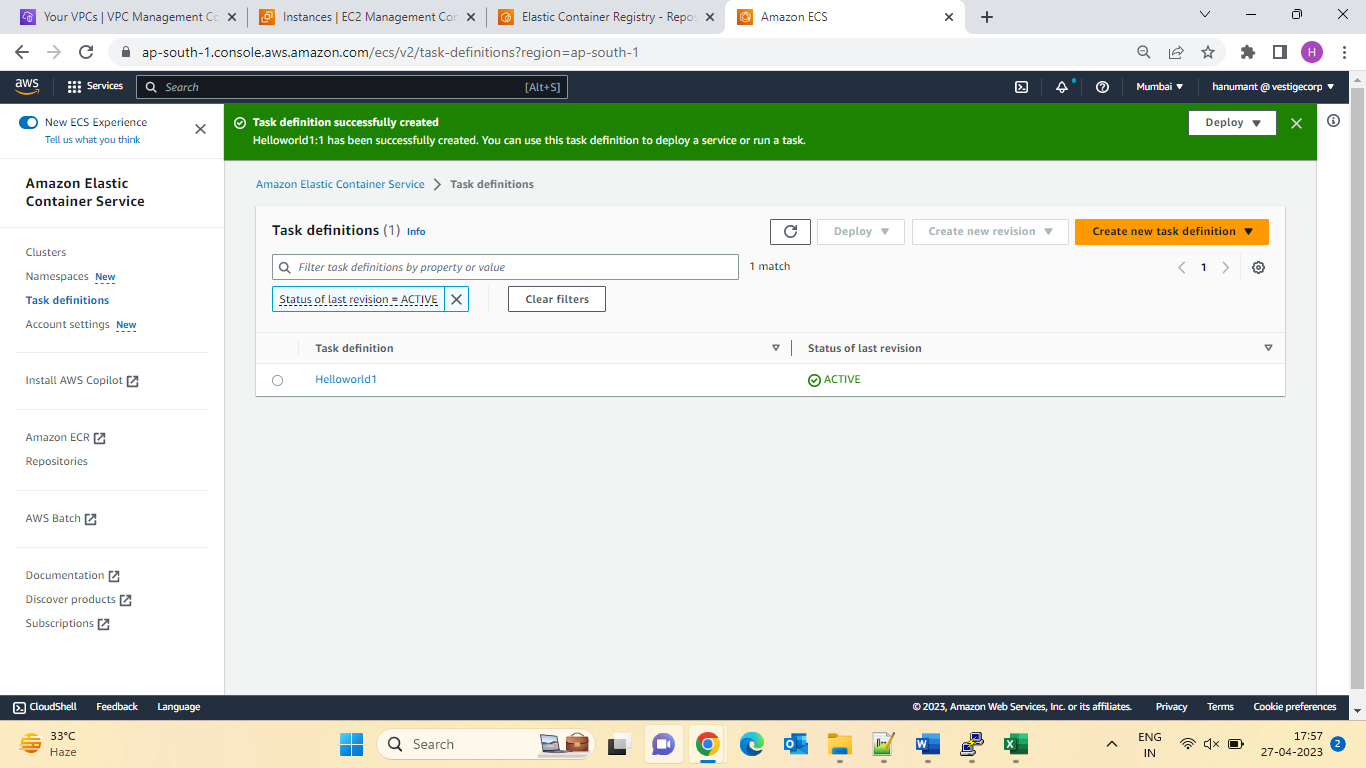 Your VPCs | VPC Management Co
Instances | EC2 Management Con
Elastic Container Registry - Repos
Amazon ECS
ap-south-1.console.aws.amazon.com/ecs/v2/task-definitions?region=ap-south-1
H
aws
Services
Search
[Alt+S]
Mumbai
hanumant @ vestigecorp
New ECS Experience
Tell us what you think
Task definition successfully created
Helloworld1:1 has been successfully created. You can use this task definition to deploy a service or run a task.
Deploy
Amazon Elastic
Container Service
Clusters
Namespaces New
Task definitions
Account settings New
Install AWS Copilot
Amazon ECR
Repositories
AWS Batch
Documentation
Discover products
Subscriptions
Amazon Elastic Container Service > Task definitions
Task definitions (1) Info
Deploy
Create new revision
Create new task definition
Filter task definitions by property or value
1 match
1
Status of last revision = ACTIVE
Clear filters
Task definition
Status of last revision
Helloworld1
ACTIVE
CloudShell
Feedback
Language
© 2023, Amazon Web Services, Inc. or its affiliates.
Privacy
Terms
Cookie preferences
33°C
Haze
Search
ENG
IN
17:57
27-04-2023
2